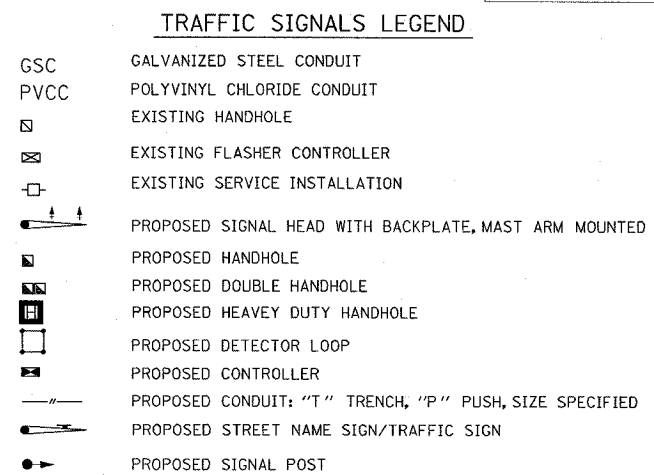 TRAFFIC SIGNALS LEGEND
GSC GALVANIZED STEEL CONDUIT
PVCC POLYVINYL CHLORIDE CONDUIT
EXISTING HANDHOLE
EXISTING FLASHER CONTROLLER
EXISTING SERVICE INSTALLATION
PROPOSED SIGNAL HEAD WITH BACKPLATE, MAST ARM MOUNTED
PROPOSED HANDHOLE
PROPOSED DOUBLE HANDHOLE
H PROPOSED HEAVEY DUTY HANDHOLE
PROPOSED DETECTOR LOOP
PROPOSED CONTROLLER
PROPOSED CONDUIT: "T" TRENCH, "P" PUSH, SIZE SPECIFIED
PROPOSED STREET NAME SIGN/TRAFFIC SIGN
PROPOSED SIGNAL POST